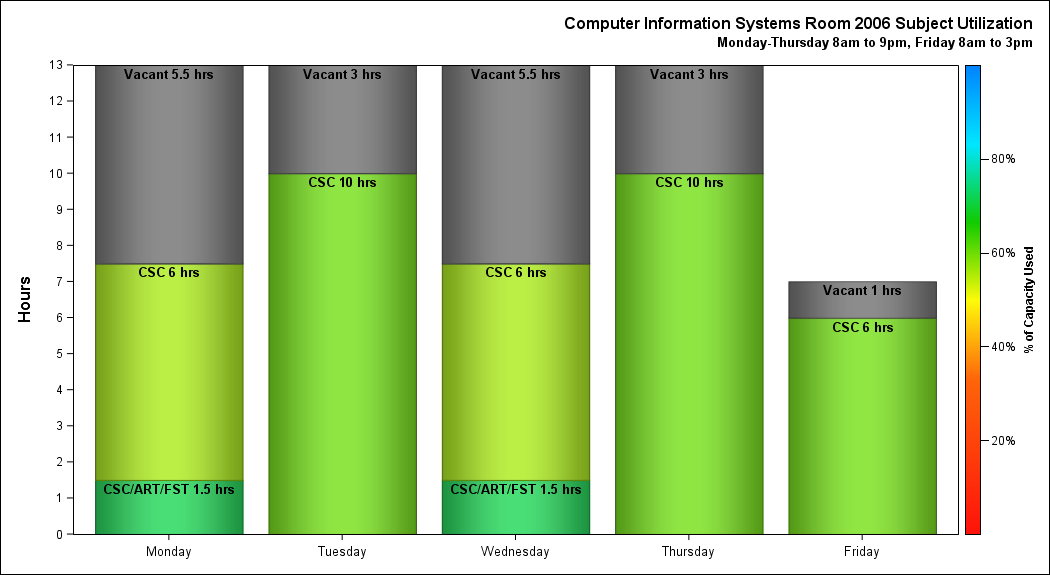 Computer Information Systems Room 2006 Subject Utilization
Monday-Thursday 8am to 9pm, Friday 8am to 3pm
Hours
13
12
11
10
9
8
7
6
5
4
3
2
1
0
Vacant 5.5 hrs
CSC 6 hrs
CSC/ART/FST 1.5 hrs
Vacant 3 hrs
CSC 10 hrs
Vacant 5.5 hrs
CSC 6 hrs
CSC/ART/FST 1.5 hrs
Vacant 3 hrs
CSC 10 hrs
Vacant 1 hrs
CSC 6 hrs
Monday
Tuesday
Wednesday
Thursday
Friday
80%
60%
40%
20%
% of Capacity Used